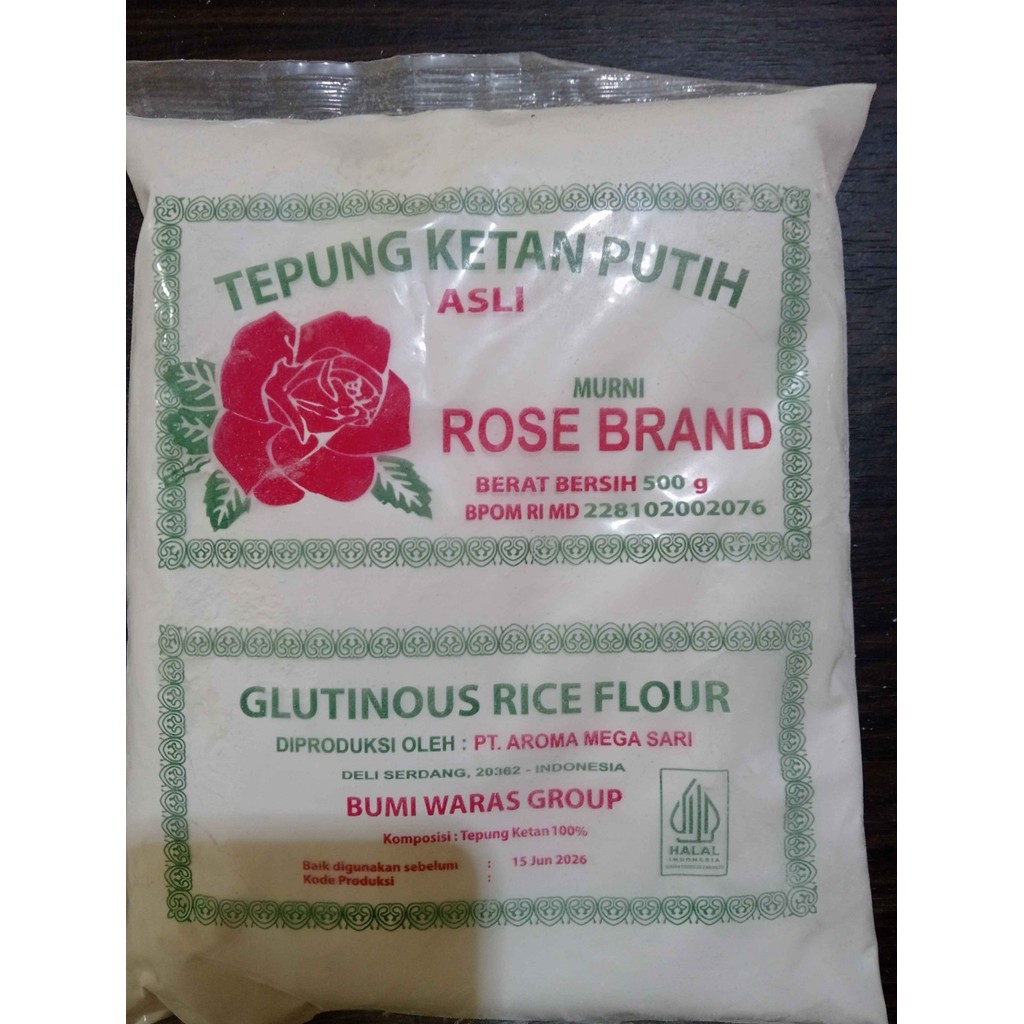 TEPUNG KETAN PUTIH
ASLI
MURNI
ROSE BRAND
BERAT BERSIH 500 g
BPOM RI MD 228102002076
GLUTINOUS RICE FLOUR
DIPRODUKSI OLEH : PT. AROMA MEGA SARI
DELI SERDANG, 20362 - INDONESIA
BUMI WARAS GROUP
Komposisi : Tepung Ketan 100%
Baik digunakan sebelum : 15 Jun 2026
Kode Produksi :
HALAL
INDONESIA